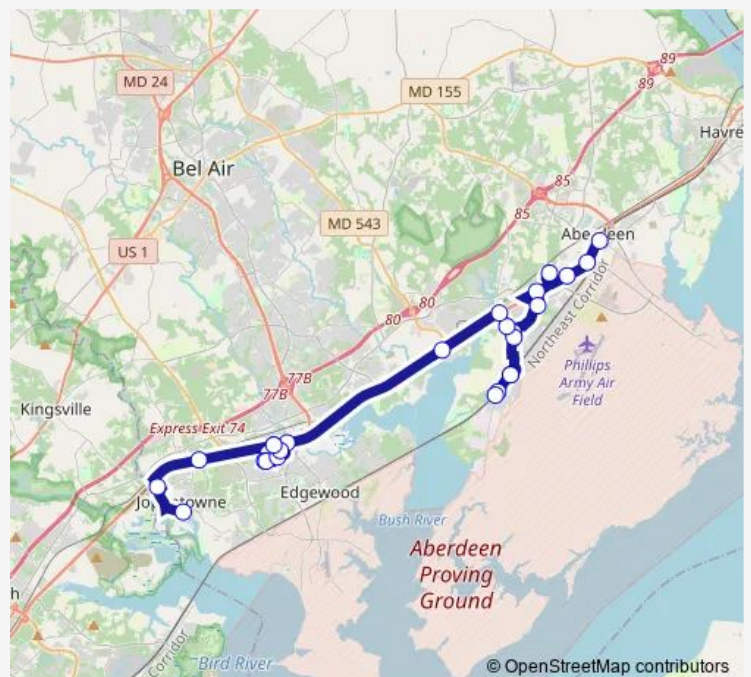 89
MD 24
89
MD 155
Havre
Bel Air
85
MD 543
85
Aberdeen
US 1
80
80
Northeast Corridor
Phillips
Army Air
Field
77B
77B
Kingsville
Express Exit 74
Edgewood
Bush River
Aberdeen
Proving
Ground
h
Corridor
Bird River
© OpenStreetMap contributors